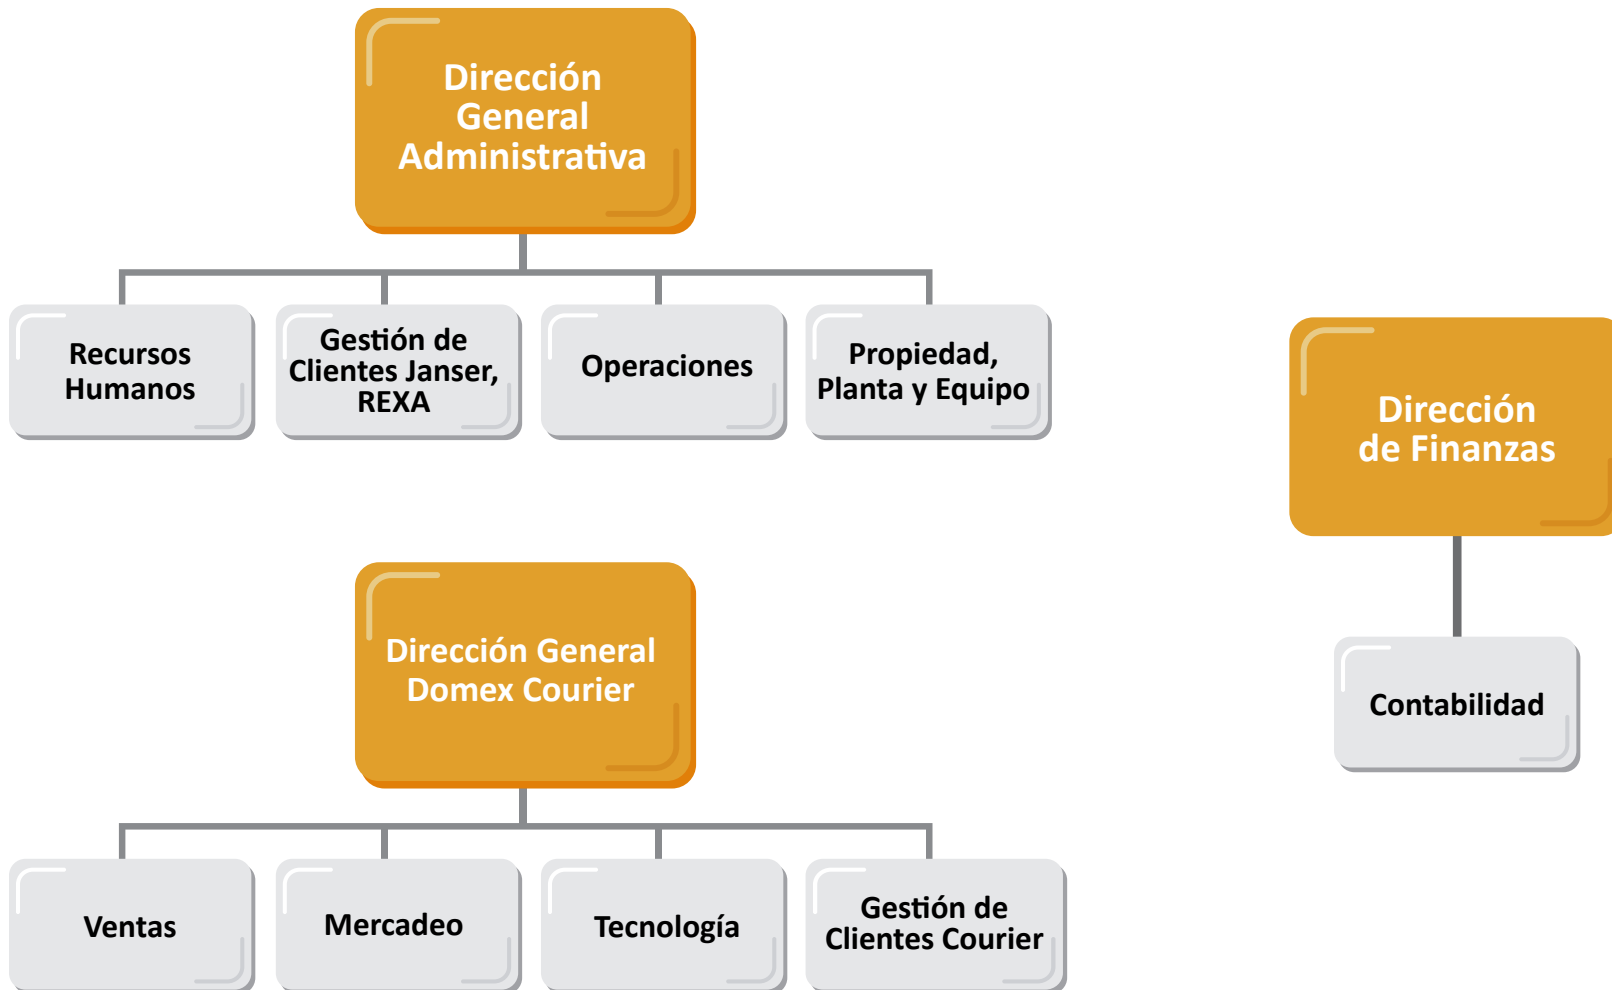 Dirección
General
Administrativa
Recursos
Humanos
Gestión de
Clientes Janser,
REXA
Operaciones
Propiedad,
Planta y Equipo
Dirección
de Finanzas
Contabilidad
Dirección General
Domex Courier
Ventas
Mercadeo
Tecnología
Gestión de
Clientes Courier